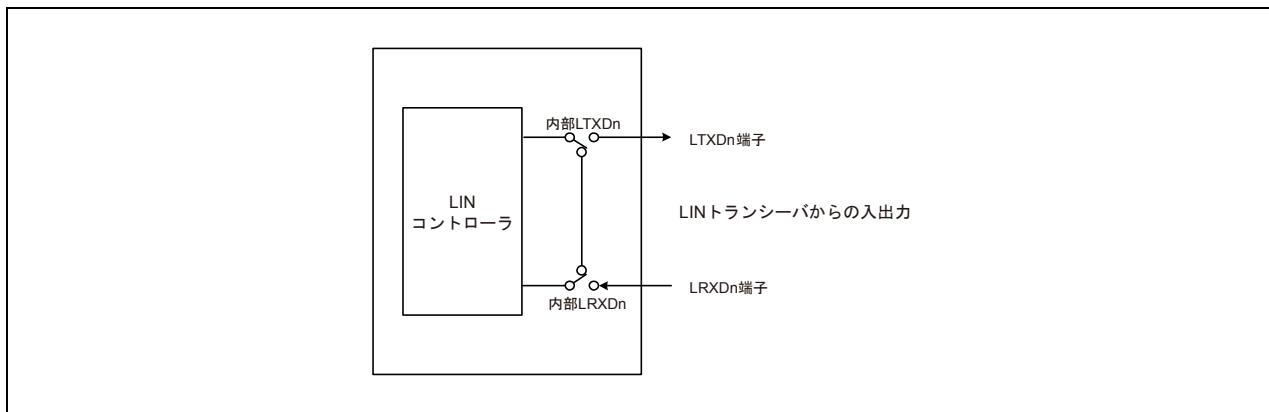 内部LTXDn
LTXDn端子
LIN
コントローラ
LINトランシーバからの入出力
LRXDn端子
内部LRXDn